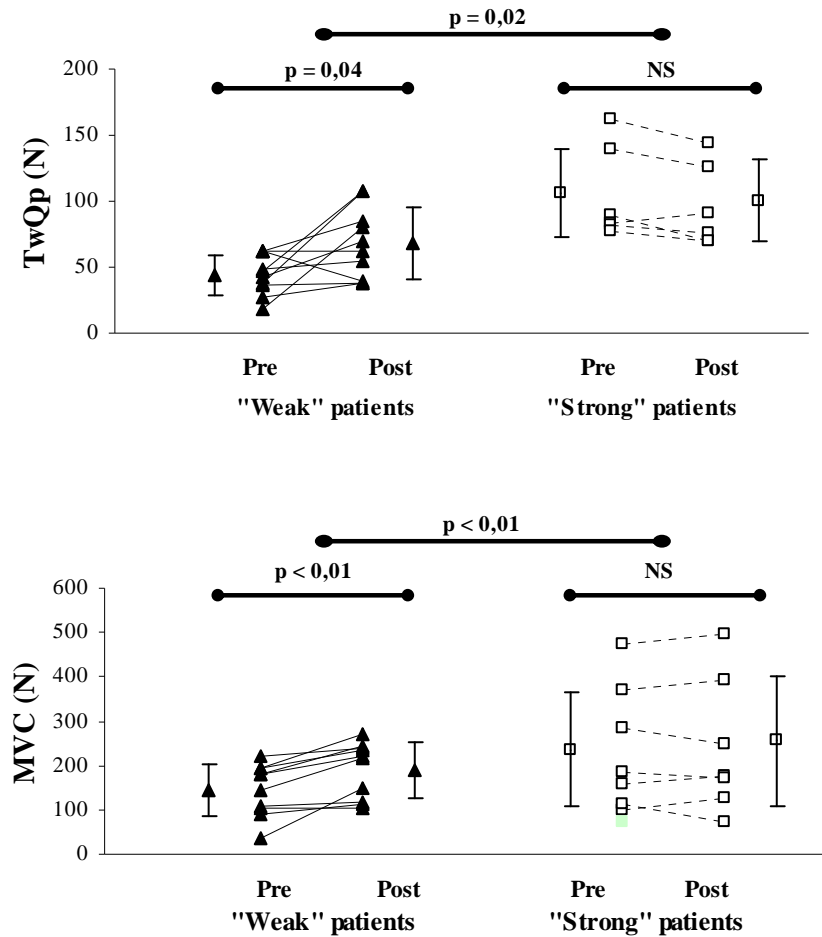 p = 0,02
p = 0,04 NS
200
150
100
50
0
TwQp (N)
Pre Post Pre Post
"Weak" patients "Strong" patients
p < 0,01
p < 0,01 NS
600
500
400
300
200
100
0
MVC (N)
Pre Post Pre Post
"Weak" patients "Strong" patients